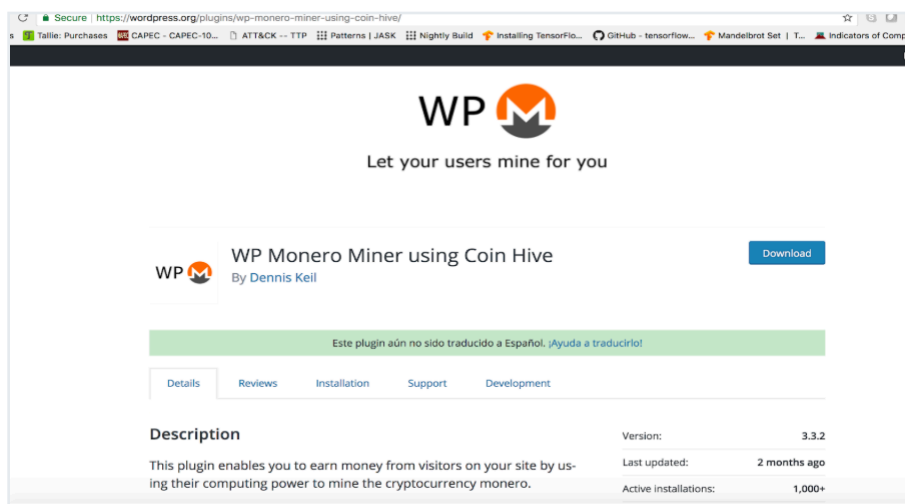 Secure | https://wordpress.org/plugins/wp-monero-miner-using-coin-hive/
s Tallie: Purchases CAPEC - CAPEC-10... ATT&CK -- TTP Patterns | JASK Nightly Build Installing TensorFlo... GitHub - tensorflow... Mandelbrot Set | T... Indicators of Comp
WP
Let your users mine for you
WP
WP Monero Miner using Coin Hive
By Dennis Keil
Download
Este plugin aún no sido traducido a Español. ¡Ayuda a traducirlo!
Details Reviews Installation Support Development
Description
This plugin enables you to earn money from visitors on your site by us-
ing their computing power to mine the cryptocurrency monero.
Version: 3.3.2
Last updated: 2 months ago
Active installations: 1,000+